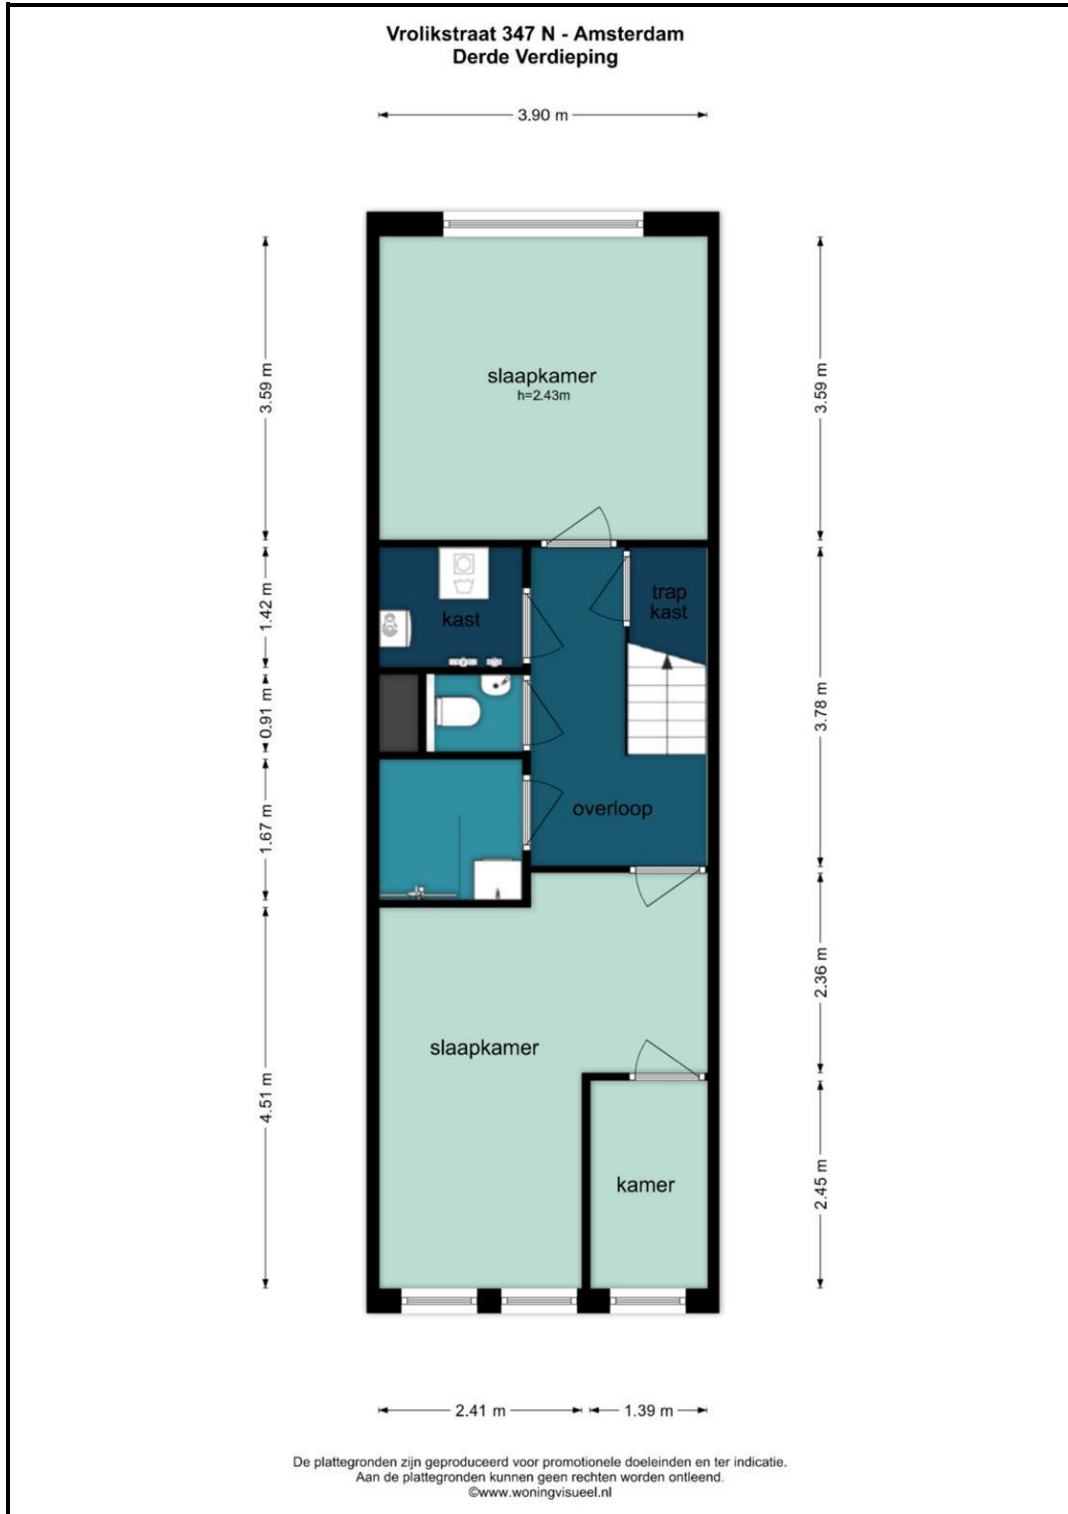 Vrolikstraat 347 N - Amsterdam
Derde Verdieping
3.90 m
3.59 m
3.59 m
slaapkamer
h=2.43m
1.42 m
kast
trap
kast
0.91 m
3.78 m
1.67 m
overloop
2.36 m
slaapkamer
4.51 m
kamer
2.45 m
2.41 m
1.39 m
De plattegronden zijn geproduceerd voor promotionele doeleinden en ter indicatie.
Aan de plattegronden kunnen geen rechten worden ontleend.
©www.woningvisueel.nl